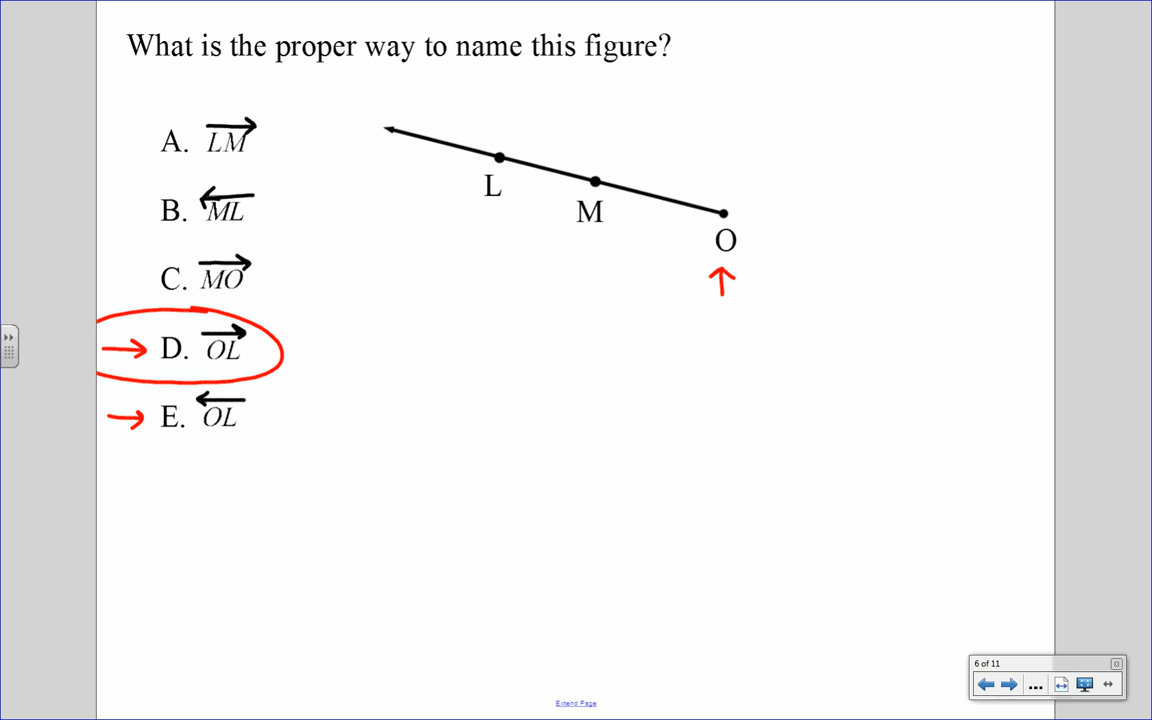 What is the proper way to name this figure?
A. LM
B. ML
C. MO
D. OL
E. OL
L
M
O
6 of 11
...
Extend Page